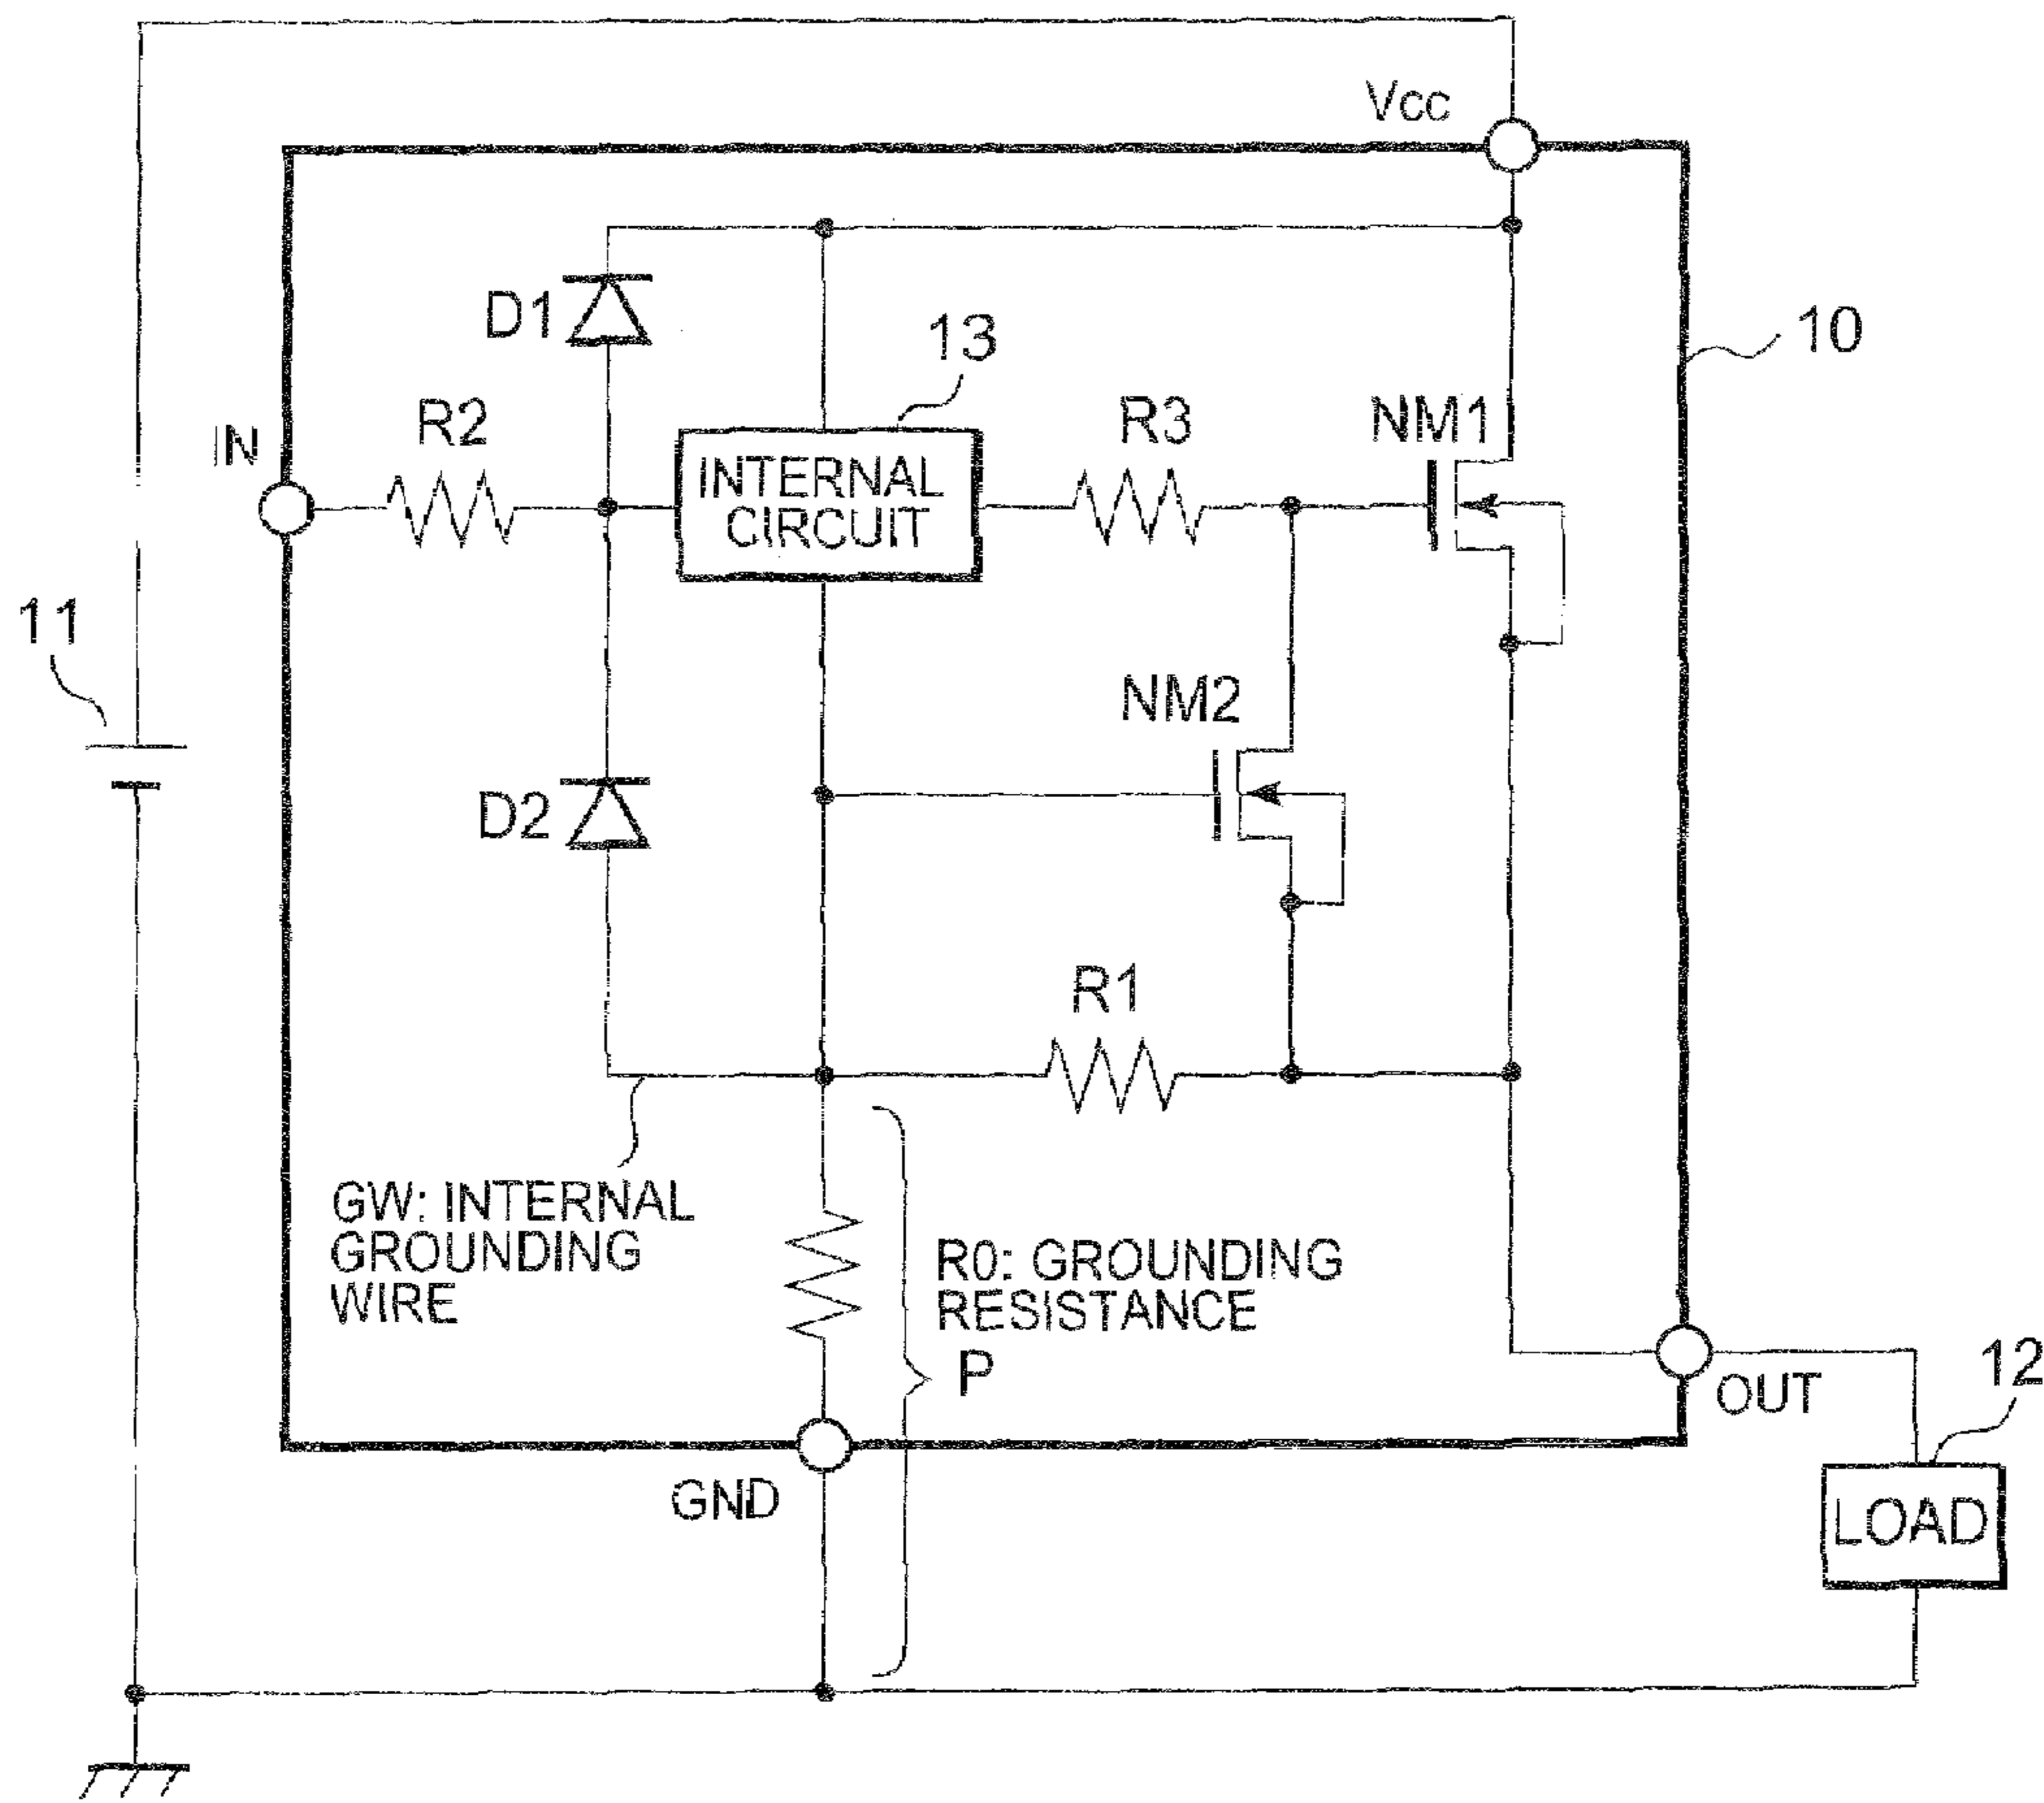 Vcc
10
D1
13
R2
R3
NM1
IN
INTERNAL
CIRCUIT
11
NM2
D2
R1
GW: INTERNAL
GROUNDING
WIRE
R0: GROUNDING
RESISTANCE
P
12
OUT
GND
LOAD